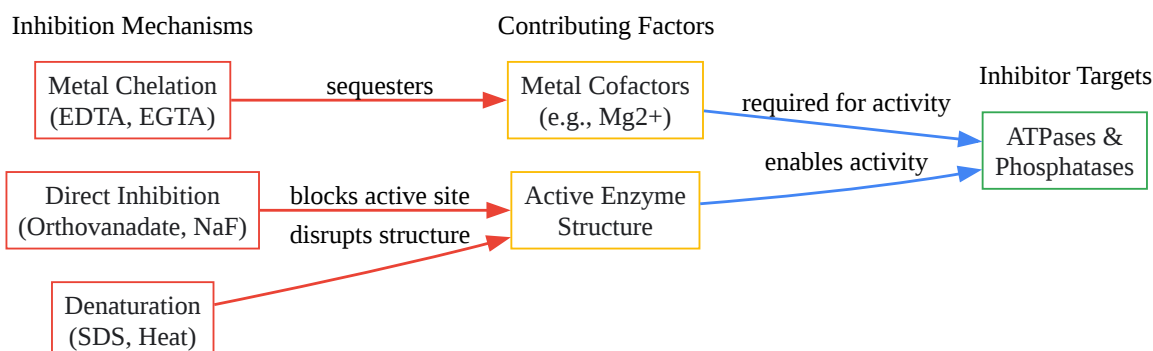 Inhibition Mechanisms
Contributing Factors
Inhibitor Targets
Metal Chelation
(EDTA, EGTA)
sequesters
Metal Cofactors
(e.g., Mg2+)
required for activity
ATPases &
Phosphatases
Direct Inhibition
(Orthovanadate, NaF)
blocks active site
Active Enzyme
Structure
enables activity
disrupts structure
Denaturation
(SDS, Heat)